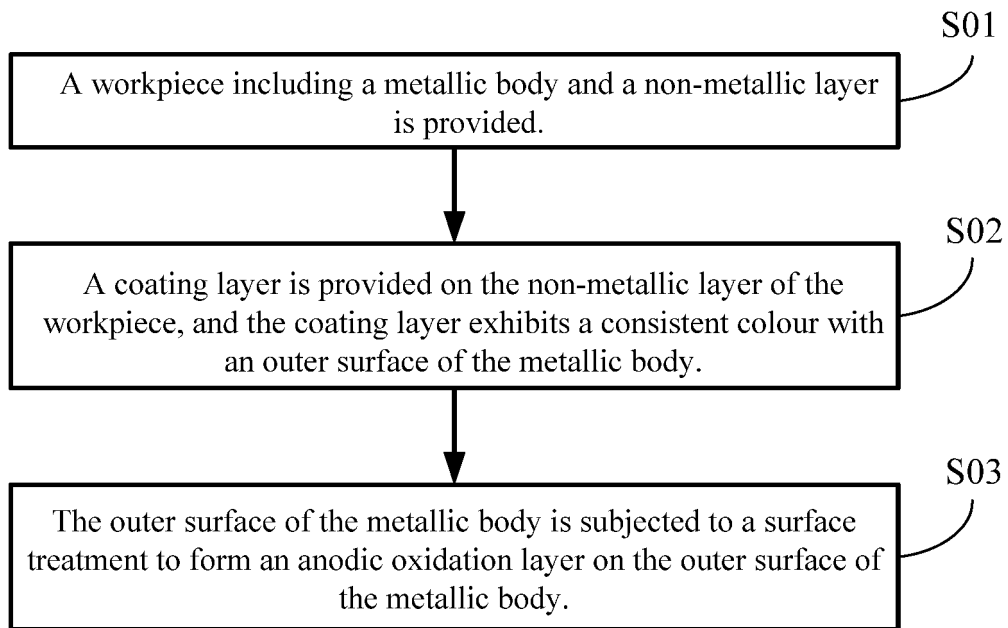 S01
A workpiece including a metallic body and a non-metallic layer
is provided.
S02
A coating layer is provided on the non-metallic layer of the
workpiece, and the coating layer exhibits a consistent colour with
an outer surface of the metallic body.
S03
The outer surface of the metallic body is subjected to a surface
treatment to form an anodic oxidation layer on the outer surface of
the metallic body.